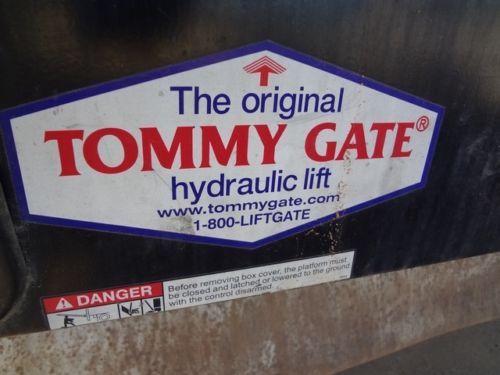 The original
TOMMY GATE®
hydraulic lift
www.tommygate.com
1-800-LIFTGATE
DANGER
Before removing box cover, the platform must
be closed and latched or lowered to the ground
with the control disarmed.